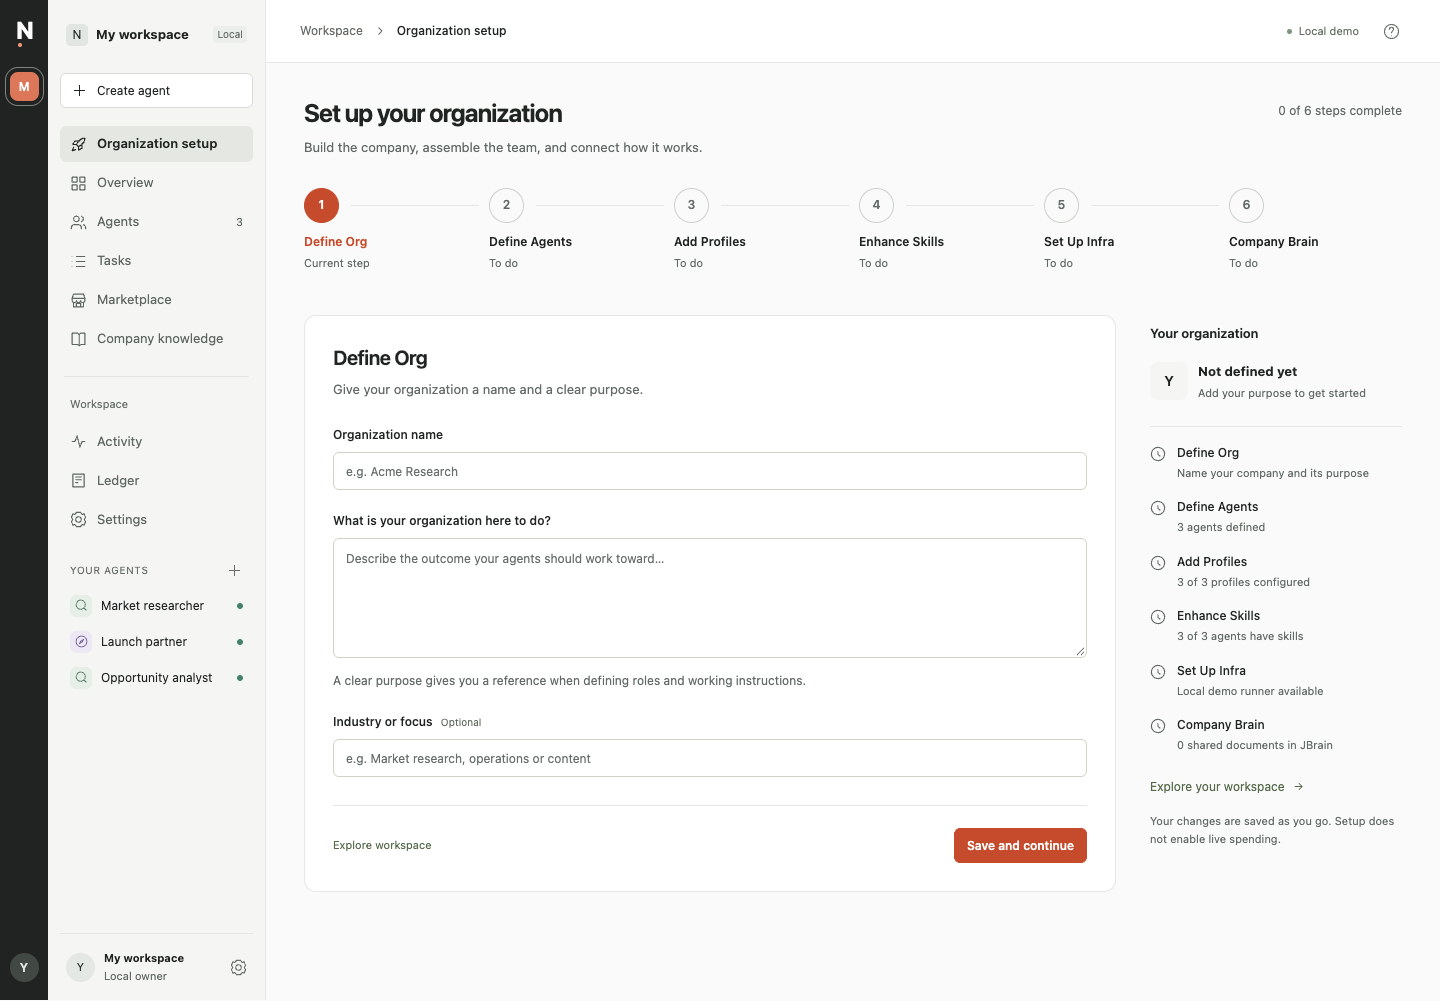 N
M
Y
N My workspace Local
Create agent
Organization setup
Overview
Agents 3
Tasks
Marketplace
Company knowledge
Workspace
Activity
Ledger
Settings
YOUR AGENTS
Market researcher
Launch partner
Opportunity analyst
Y My workspace
Local owner
Workspace > Organization setup
Local demo
Set up your organization
0 of 6 steps complete
Build the company, assemble the team, and connect how it works.
1
Define Org
Current step
2
Define Agents
To do
3
Add Profiles
To do
4
Enhance Skills
To do
5
Set Up Infra
To do
6
Company Brain
To do
Define Org
Give your organization a name and a clear purpose.
Organization name
e.g. Acme Research
What is your organization here to do?
Describe the outcome your agents should work toward...
A clear purpose gives you a reference when defining roles and working instructions.
Industry or focus Optional
e.g. Market research, operations or content
Explore workspace
Save and continue
Your organization
Y
Not defined yet
Add your purpose to get started
Define Org
Name your company and its purpose
Define Agents
3 agents defined
Add Profiles
3 of 3 profiles configured
Enhance Skills
3 of 3 agents have skills
Set Up Infra
Local demo runner available
Company Brain
0 shared documents in JBrain
Explore your workspace →
Your changes are saved as you go. Setup does
not enable live spending.